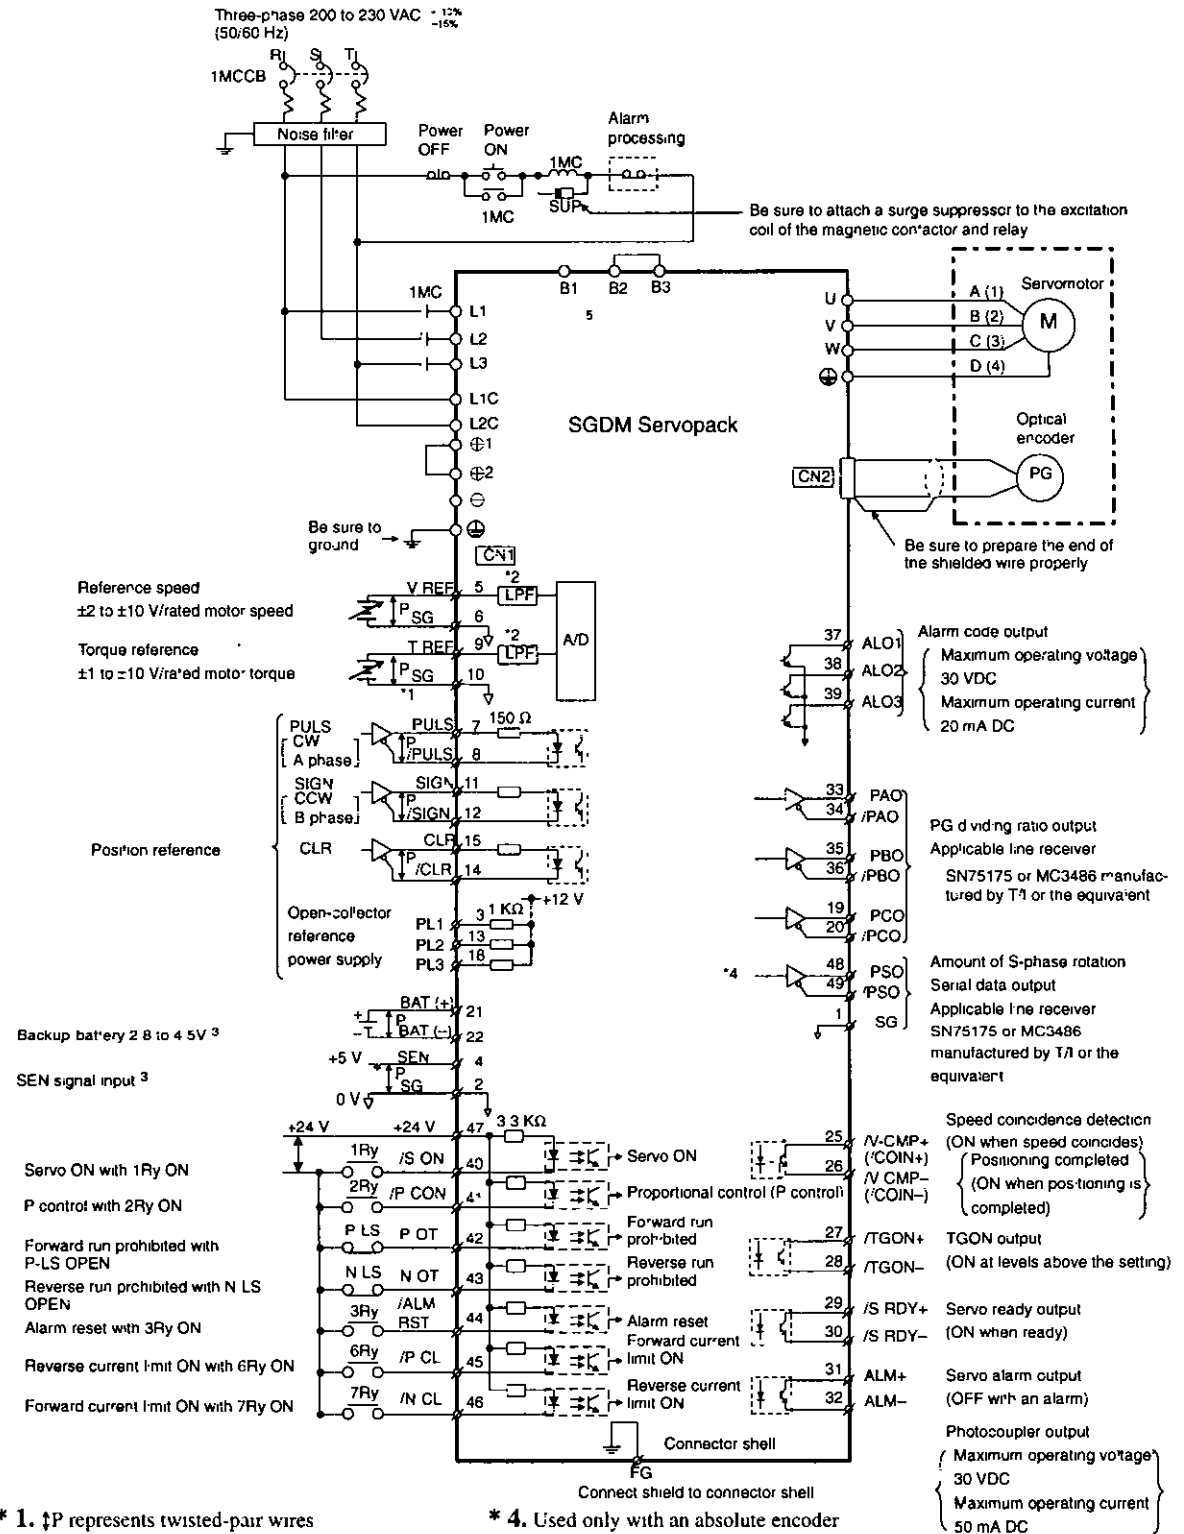 Three-phase 200 to 230 VAC +10% -15%
(50/60 Hz)
R S T
1MCCB
Noise filter
Power OFF
Power ON
1MC
Alarm processing
1MC
SUP
Be sure to attach a surge suppressor to the excitation
coil of the magnetic contactor and relay
B1 B2 B3
5
1MC
L1
L2
L3
L1C
L2C
⊕1
⊕2
⊖
SGDM Servopack
U
V
W
A (1)
B (2)
C (3)
D (4)
Servomotor
M
Optical
encoder
PG
CN2
Be sure to prepare the end of
the shielded wire properly
Be sure to
ground
CN1
Reference speed
±2 to ±10 V/rated motor speed
V REF 5 *2 LPF
P SG 6
Torque reference
±1 to ±10 V/rated motor torque
T REF 9 *2 LPF
P SG 10
*1
A/D
Position reference
PULS
CW
A phase
PULS 7 150 Ω
P /PULS 8
SIGN
CCW
B phase
SIGN 11
P /SIGN 12
CLR
CLR 15
P /CLR 14
Open-collector
reference
power supply
+12 V
PL1 3 1 KΩ
PL2 13
PL3 18
Backup battery 2 8 to 4 5V 3
+ BAT (+) 21
P
− BAT (−) 22
SEN signal input 3
+5 V SEN 4
P
0 V SG 2
+24 V +24 V 47 3 3 KΩ
Servo ON with 1Ry ON
1Ry /S ON 40 Servo ON
P control with 2Ry ON
2Ry /P CON 41 Proportional control (P control)
Forward run prohibited with
P-LS OPEN
P LS P OT 42 Forward run
prohibited
Reverse run prohibited with N LS
OPEN
N LS N OT 43 Reverse run
prohibited
Alarm reset with 3Ry ON
3Ry /ALM RST 44 Alarm reset
Reverse current limit ON with 6Ry ON
6Ry /P CL 45 Forward current
limit ON
Forward current limit ON with 7Ry ON
7Ry /N CL 46 Reverse current
limit ON
37 ALO1
38 ALO2
39 ALO3
Alarm code output
Maximum operating voltage
30 VDC
Maximum operating current
20 mA DC
33 PAO
34 /PAO
35 PBO
36 /PBO
19 PCO
20 /PCO
PG dividing ratio output
Applicable line receiver
SN75175 or MC3486 manufac-
tured by T/I or the equivalent
*4
48 PSO
49 /PSO
1 SG
Amount of S-phase rotation
Serial data output
Applicable line receiver
SN75175 or MC3486
manufactured by T/I or the
equivalent
25 /V-CMP+
(/COIN+)
26 /V CMP−
(/COIN−)
Speed coincidence detection
(ON when speed coincides)
Positioning completed
(ON when positioning is
completed)
27 /TGON+
28 /TGON−
TGON output
(ON at levels above the setting)
29 /S RDY+
30 /S RDY−
Servo ready output
(ON when ready)
31 ALM+
32 ALM−
Servo alarm output
(OFF with an alarm)
Photocoupler output
Maximum operating voltage
30 VDC
Maximum operating current
50 mA DC
Connector shell
FG
Connect shield to connector shell
* 1. ↕P represents twisted-pair wires
* 4. Used only with an absolute encoder